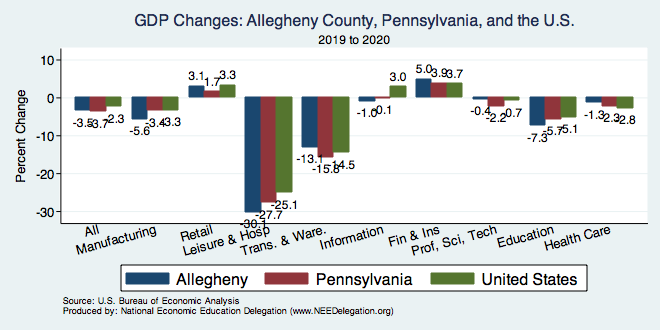 GDP Changes: Allegheny County, Pennsylvania, and the U.S.
2019 to 2020
Percent Change
10
0
-10
-20
-30
-3.5 -3.7 -2.3
-5.6 -3.4 -3.3
3.1 1.7 3.3
-30.1 -27.7 -25.1
-13.1 -15.8 -14.5
-1.0 -0.1 3.0
5.0 3.9 3.7
-0.4 -2.2 -0.7
-7.3 -5.7 -5.1
-1.3 -2.3 -2.8
All
Manufacturing
Retail
Leisure & Hosp
Trans. & Ware.
Information
Fin & Ins
Prof, Sci, Tech
Education
Health Care
Allegheny Pennsylvania United States
Source: U.S. Bureau of Economic Analysis
Produced by: National Economic Education Delegation (www.NEEDelegation.org)